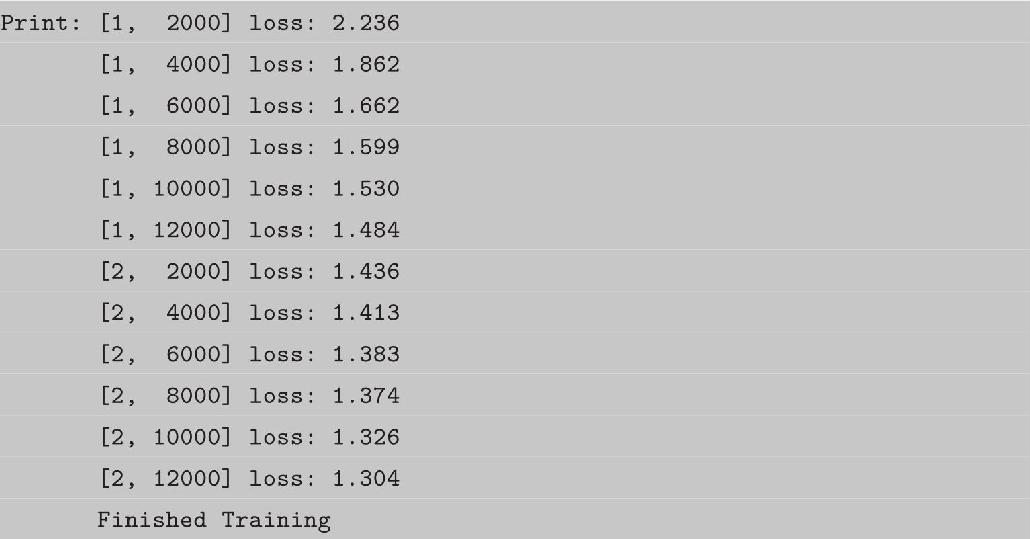 Print: [1,  2000] loss: 2.236
[1,  4000] loss: 1.862
[1,  6000] loss: 1.662
[1,  8000] loss: 1.599
[1, 10000] loss: 1.530
[1, 12000] loss: 1.484
[2,  2000] loss: 1.436
[2,  4000] loss: 1.413
[2,  6000] loss: 1.383
[2,  8000] loss: 1.374
[2, 10000] loss: 1.326
[2, 12000] loss: 1.304
Finished Training